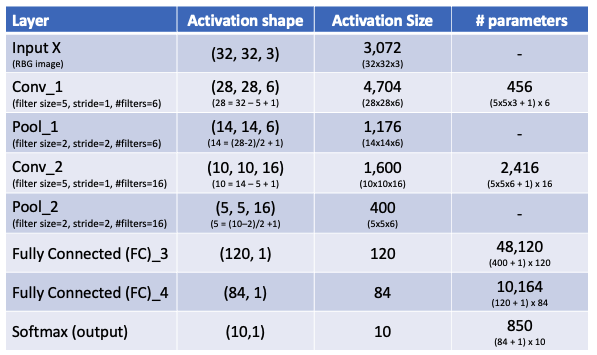 Layer Activation shape Activation Size # parameters
Input X (32, 32, 3) 3,072 -
(RBG image) (32x32x3)
Conv_1 (28, 28, 6) 4,704 456
(filter size=5, stride=1, #filters=6) (28 = 32 – 5 + 1) (28x28x6) (5x5x3 + 1) x 6
Pool_1 (14, 14, 6) 1,176 -
(filter size=2, stride=2, #filters=6) (14 = (28-2)/2 + 1) (14x14x6)
Conv_2 (10, 10, 16) 1,600 2,416
(filter size=5, stride=1, #filters=16) (10 = 14 – 5 + 1) (10x10x16) (5x5x6 + 1) x 16
Pool_2 (5, 5, 16) 400 -
(filter size=2, stride=2, #filters=16) (5 = (10–2)/2 +1) (5x5x6)
Fully Connected (FC)_3 (120, 1) 120 48,120
(400 + 1) x 120
Fully Connected (FC)_4 (84, 1) 84 10,164
(120 + 1) x 84
Softmax (output) (10,1) 10 850
(84 + 1) x 10